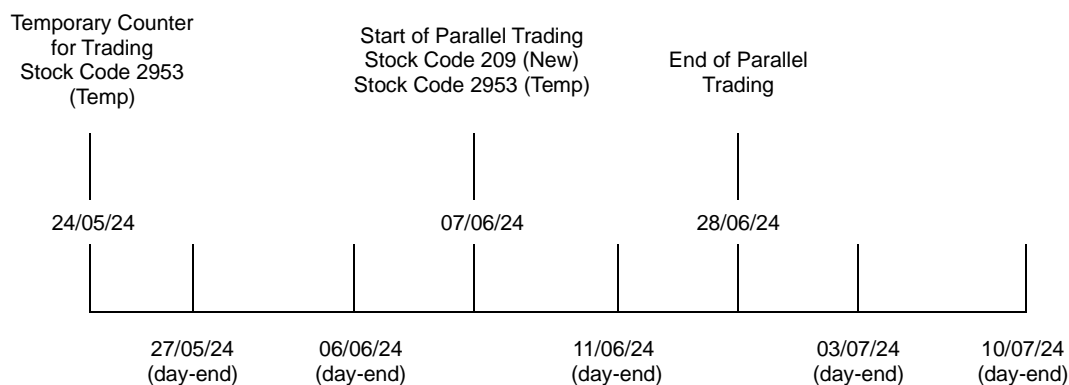 Temporary Counter
for Trading
Stock Code 2953
(Temp)
Start of Parallel Trading
Stock Code 209 (New)
Stock Code 2953 (Temp)
End of Parallel
Trading
24/05/24
07/06/24
28/06/24
27/05/24
(day-end)
06/06/24
(day-end)
11/06/24
(day-end)
03/07/24
(day-end)
10/07/24
(day-end)